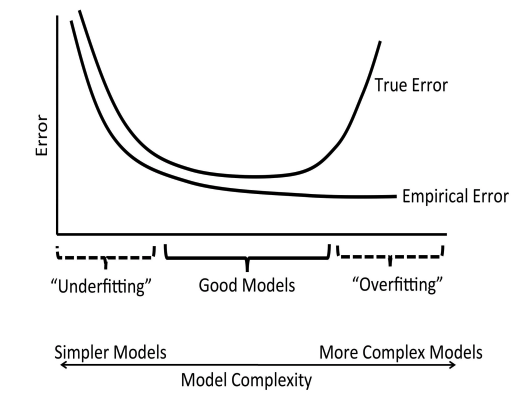 Error
True Error
Empirical Error
“Underfitting”
Good Models
“Overfitting”
Simpler Models
More Complex Models
Model Complexity